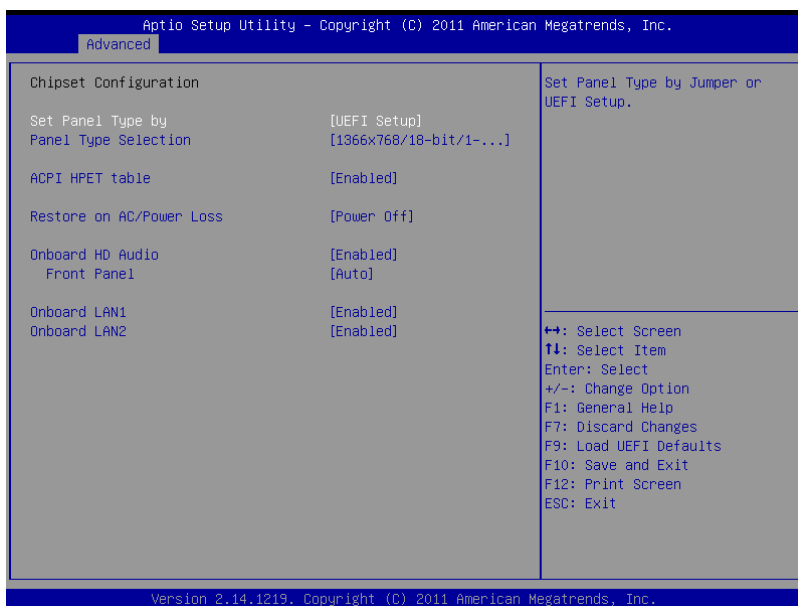 Aptio Setup Utility – Copyright (C) 2011 American Megatrends, Inc.
Advanced
Chipset Configuration
Set Panel Type by [UEFI Setup]
Panel Type Selection [1366x768/18-bit/1-...]
ACPI HPET table [Enabled]
Restore on AC/Power Loss [Power Off]
Onboard HD Audio [Enabled]
Front Panel [Auto]
Onboard LAN1 [Enabled]
Onboard LAN2 [Enabled]
Set Panel Type by Jumper or
UEFI Setup.
↔: Select Screen
↑↓: Select Item
Enter: Select
+/-: Change Option
F1: General Help
F7: Discard Changes
F9: Load UEFI Defaults
F10: Save and Exit
F12: Print Screen
ESC: Exit
Version 2.14.1219. Copyright (C) 2011 American Megatrends, Inc.